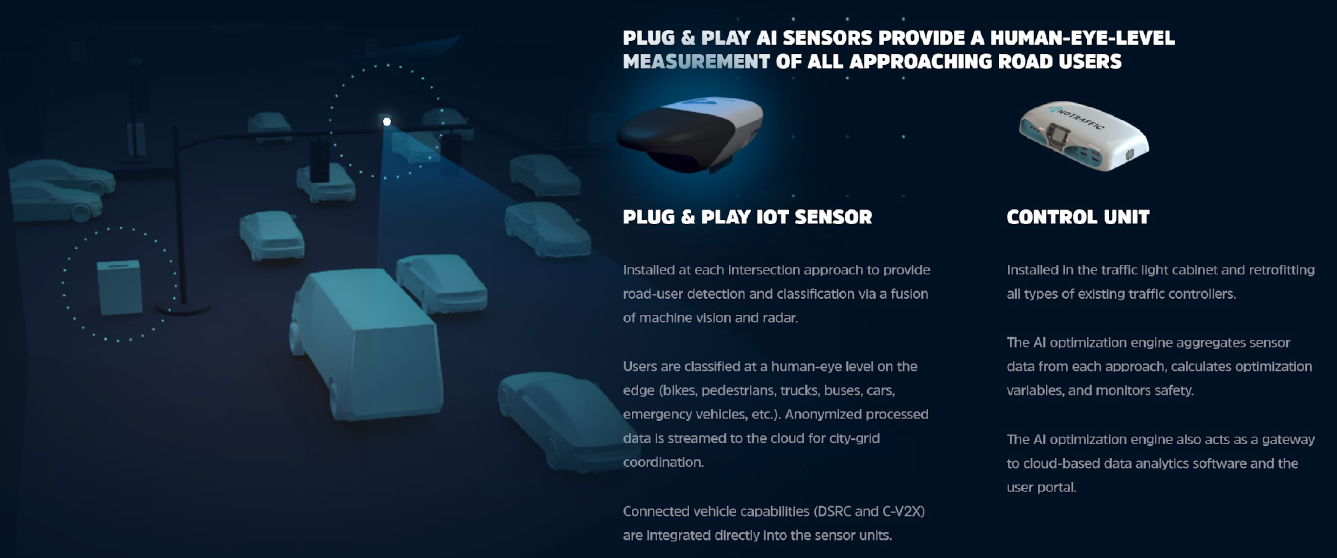 PLUG & PLAY AI SENSORS PROVIDE A HUMAN-EYE-LEVEL
MEASUREMENT OF ALL APPROACHING ROAD USERS
NOTRAFFIC
PLUG & PLAY IOT SENSOR
Installed at each intersection approach to provide
road-user detection and classification via a fusion
of machine vision and radar.
Users are classified at a human-eye level on the
edge (bikes, pedestrians, trucks, buses, cars,
emergency vehicles, etc.). Anonymized processed
data is streamed to the cloud for city-grid
coordination.
Connected vehicle capabilities (DSRC and C-V2X)
are integrated directly into the sensor units.
CONTROL UNIT
Installed in the traffic light cabinet and retrofitting
all types of existing traffic controllers.
The AI optimization engine aggregates sensor
data from each approach, calculates optimization
variables, and monitors safety.
The AI optimization engine also acts as a gateway
to cloud-based data analytics software and the
user portal.